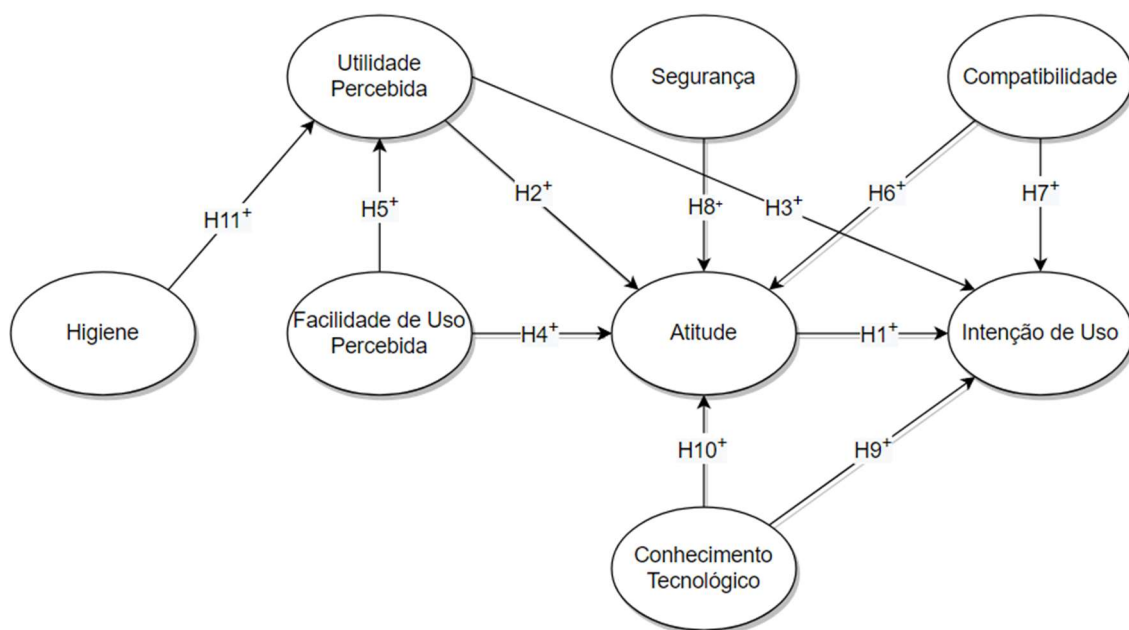 Utilidade
Percebida
Segurança
Compatibilidade
H2⁺
H6⁺
H7⁺
H11⁺
H5⁺
H8⁺
H3⁺
Higiene
Facilidade de Uso
Percebida
H4⁺
Atitude
H1⁺
Intenção de Uso
H10⁺
H9⁺
Conhecimento
Tecnológico